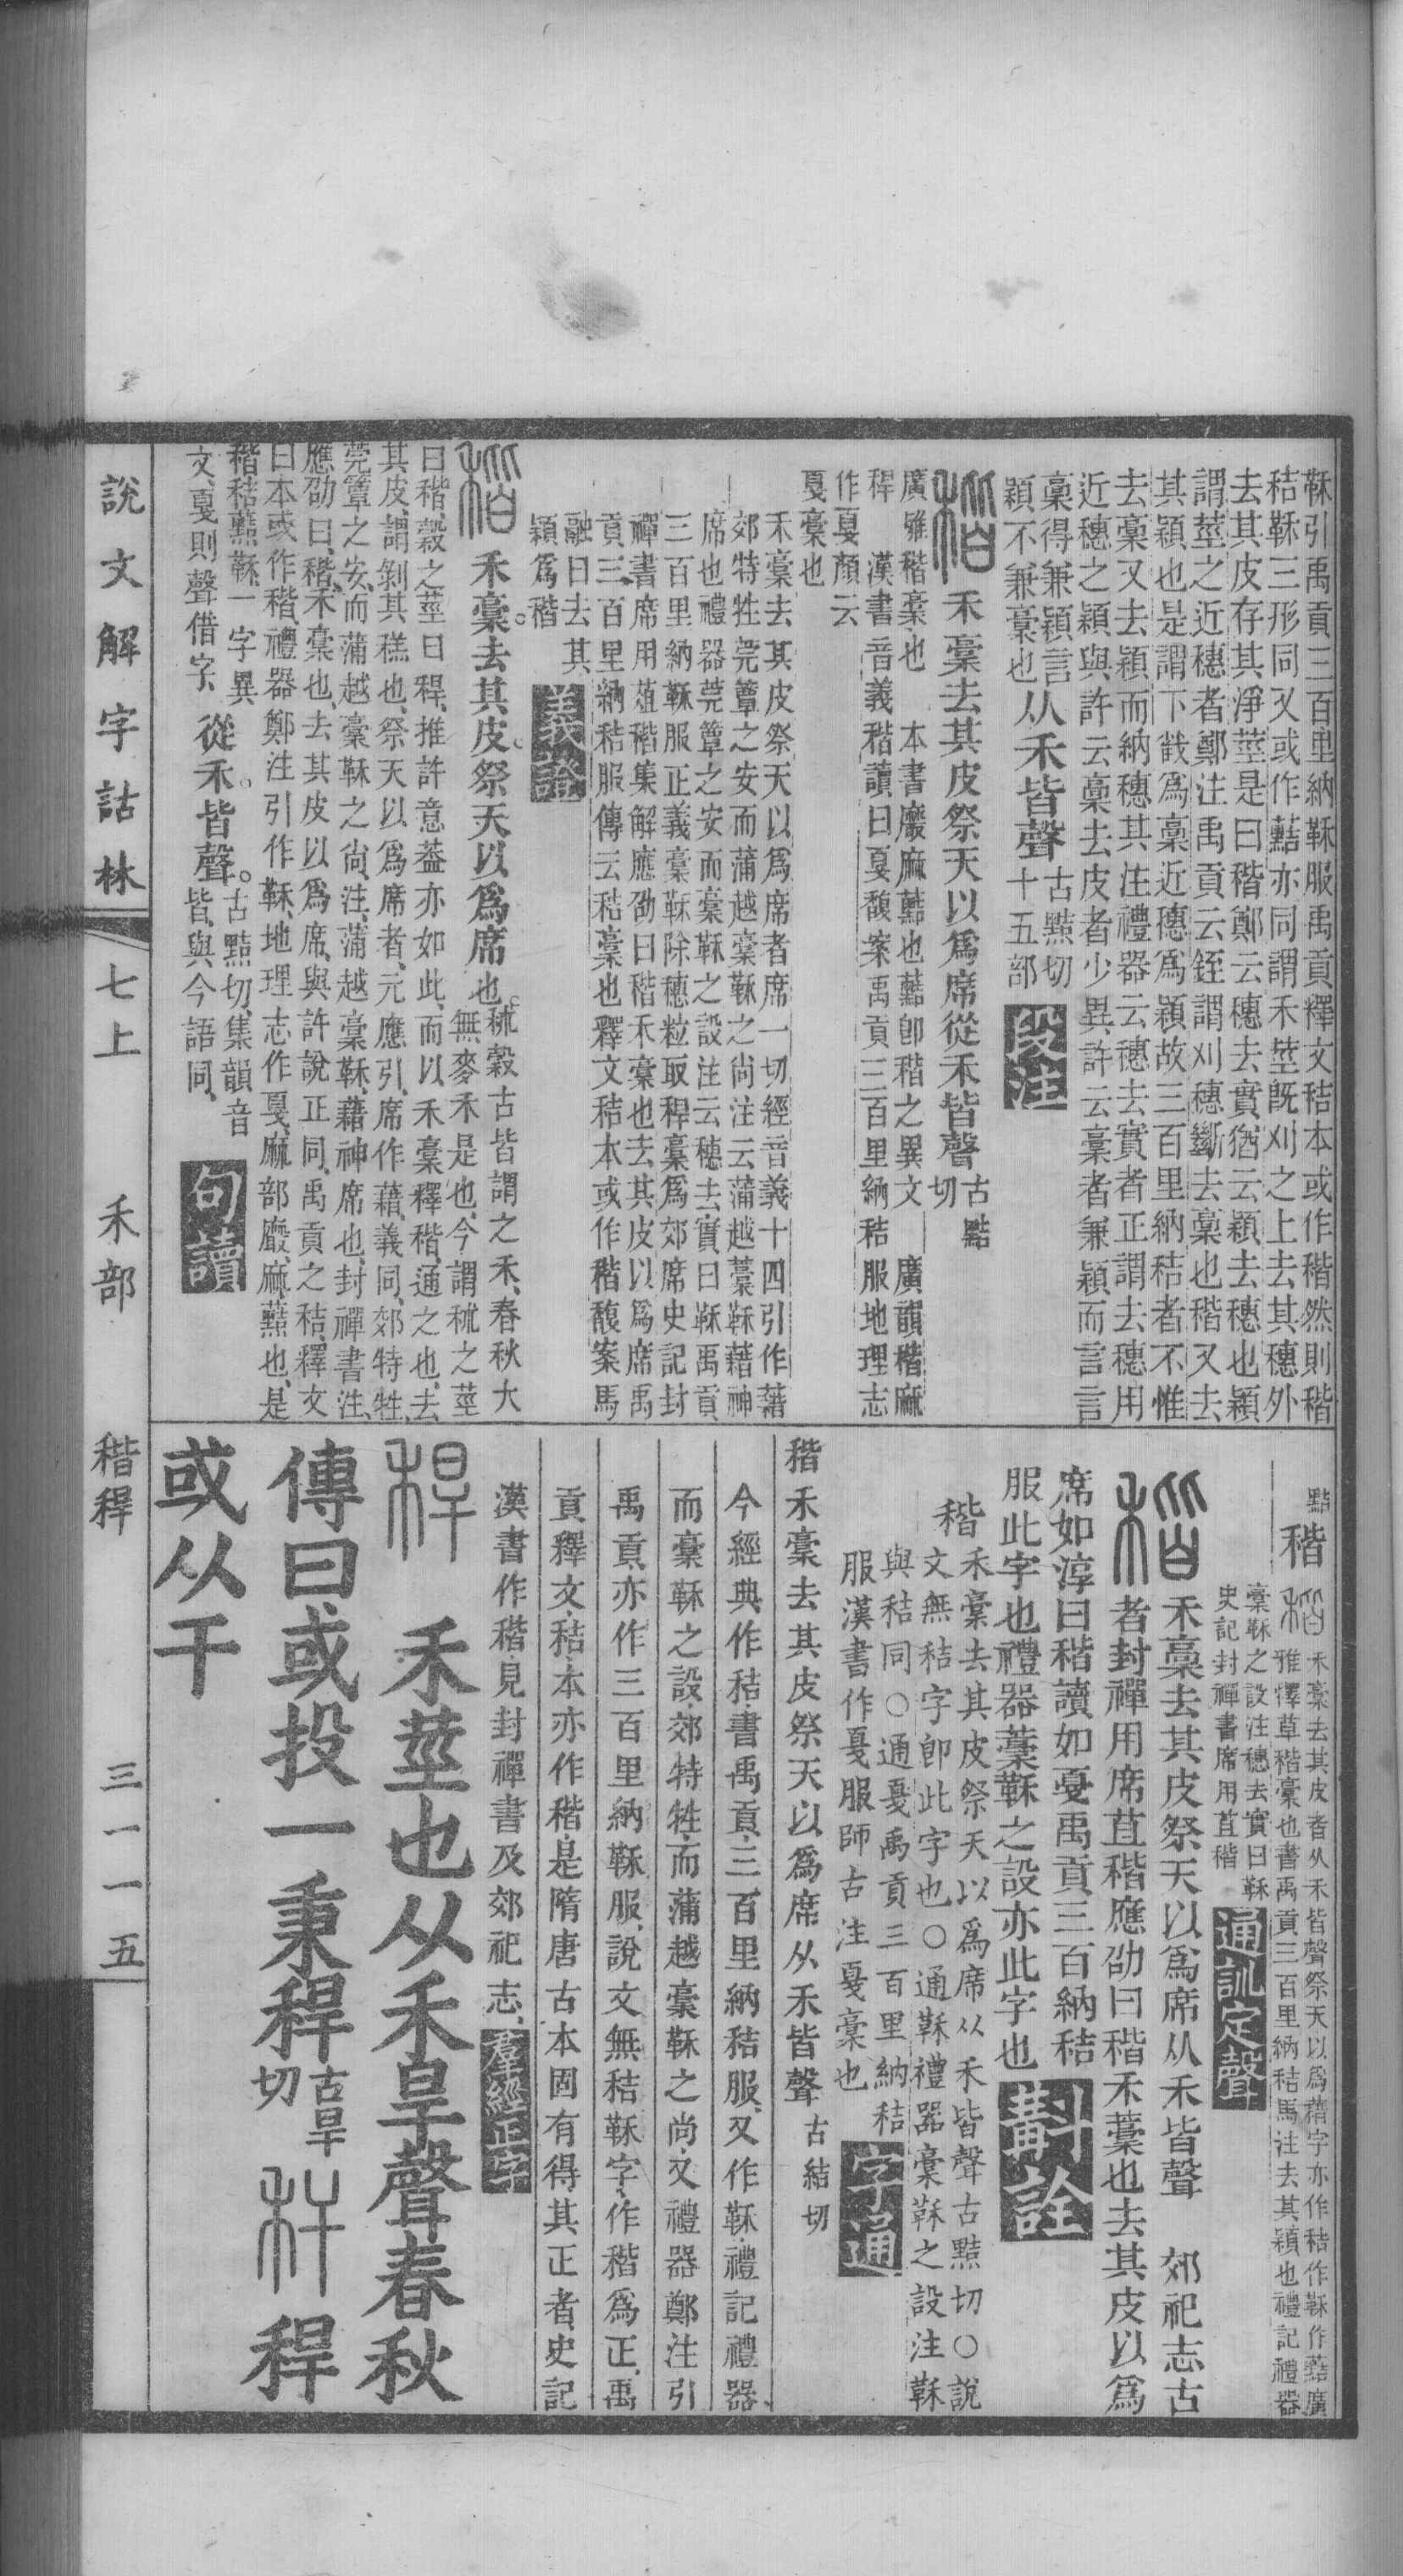 鞂引禹貢三百里納鞂服禹貢釋文秸本或作稭然則稭
秸鞂三形同又或作䕸亦同謂禾莖既刈之上去其穗外
去其皮存其淨莖是曰稭鄭云穗去實猶云穎去穗也穎
謂莖之近穗者鄭注禹貢云銍謂刈穗斷去稾也稭又去
其穎也是謂下截爲稾近穗爲穎故三百里納秸者不惟
去稾又去穎而納穗其注禮器云穗去實者正謂去穗用
近穗之穎與許云稾去皮者少異許云稾者兼穎而言言
稾得兼穎言
穎不兼稾也
从禾皆聲
古黠切
十五部
段注
禾稾去其皮祭天以爲席從禾皆聲
古黠
切
廣雅稭稾也 本書䕸麻䕸也䕸卽稭之異文 廣韻稭麻
稈 漢書音義稭讀曰戛馥案禹貢三百里納秸服地理志
作戛顏云
戛稾也
禾稾去其皮祭天以爲席者席一切經音義十四引作藉
郊特牲莞簟之安而蒲越稾鞂之尚注云蒲越藁鞂藉神
席也禮器莞簟之安而稾鞂之設注云穗去實曰鞂禹貢
三百里納鞂服正義稾鞂除穗粒取稈稾爲郊席史記封
禪書席用葅稭集解應劭曰稭禾稾也去其皮以爲席禹
貢三百里納秸服傳云秸稾也釋文秸本或作稭馥案馬
融曰去其
穎爲稭
義證
禾稾去其皮祭天以爲席也
秫穀古皆謂之禾春秋大
無麥禾是也今謂秫之莖
曰稭穀之莖曰稈推許意葢亦如此而以禾稾釋稭通之也去
其皮謂剝其䅧也祭天以爲席者元應引席作藉義同郊特牲
莞簟之安而蒲越稾鞂之尚注蒲越稾鞂藉神席也封禪書注
應劭曰稭禾稾也去其皮以爲席與許說正同禹貢之秸釋文
曰本或作稭禮器鄭注引作鞂地理志作戛麻部䕸麻䕸也是
稭秸䕸鞂一字異
文戛則聲借字
從禾皆聲
古黠切集韻音
皆與今語同
句讀
黠
稭
禾稾去其皮者从禾皆聲祭天以爲藉字亦作秸作鞂作䕸廣
雅釋草稭稾也書禹貢三百里納秸馬注去其穎也禮記禮器
稾鞂之設注穗去實曰鞂
史記封禪書席用苴稭
通訓定聲
禾稾去其皮祭天以爲席从禾皆聲 郊祀志古
者封禪用席苴稭應劭曰稭禾藁也去其皮以爲
席如淳曰稭讀如戛禹貢三百納秸
服此字也禮器藁鞂之設亦此字也
斠詮
稭
禾稾去其皮祭天以爲席从禾皆聲古黠切○說
文無秸字卽此字也○通鞂禮器稾鞂之設注鞂
與秸同○通戛禹貢三百里納秸
服漢書作戛服師古注戛稾也
字通
稭禾稾去其皮祭天以爲席从禾皆聲
古結切
今經典作秸書禹貢三百里納秸服又作鞂禮記禮器
而稾鞂之設郊特牲而蒲越稾鞂之尚又禮器鄭注引
禹貢亦作三百里納鞂服說文無秸鞂字作稭爲正禹
貢釋文秸本亦作稭是隋唐古本固有得其正者史記
漢書作稭見封禪書及郊祀志
羣經正字
禾莖也从禾旱聲春秋
傳曰或投一秉稈
古旱
切
稈
或从干
說文解字詁林
七上
禾部
稭稈
三一一五